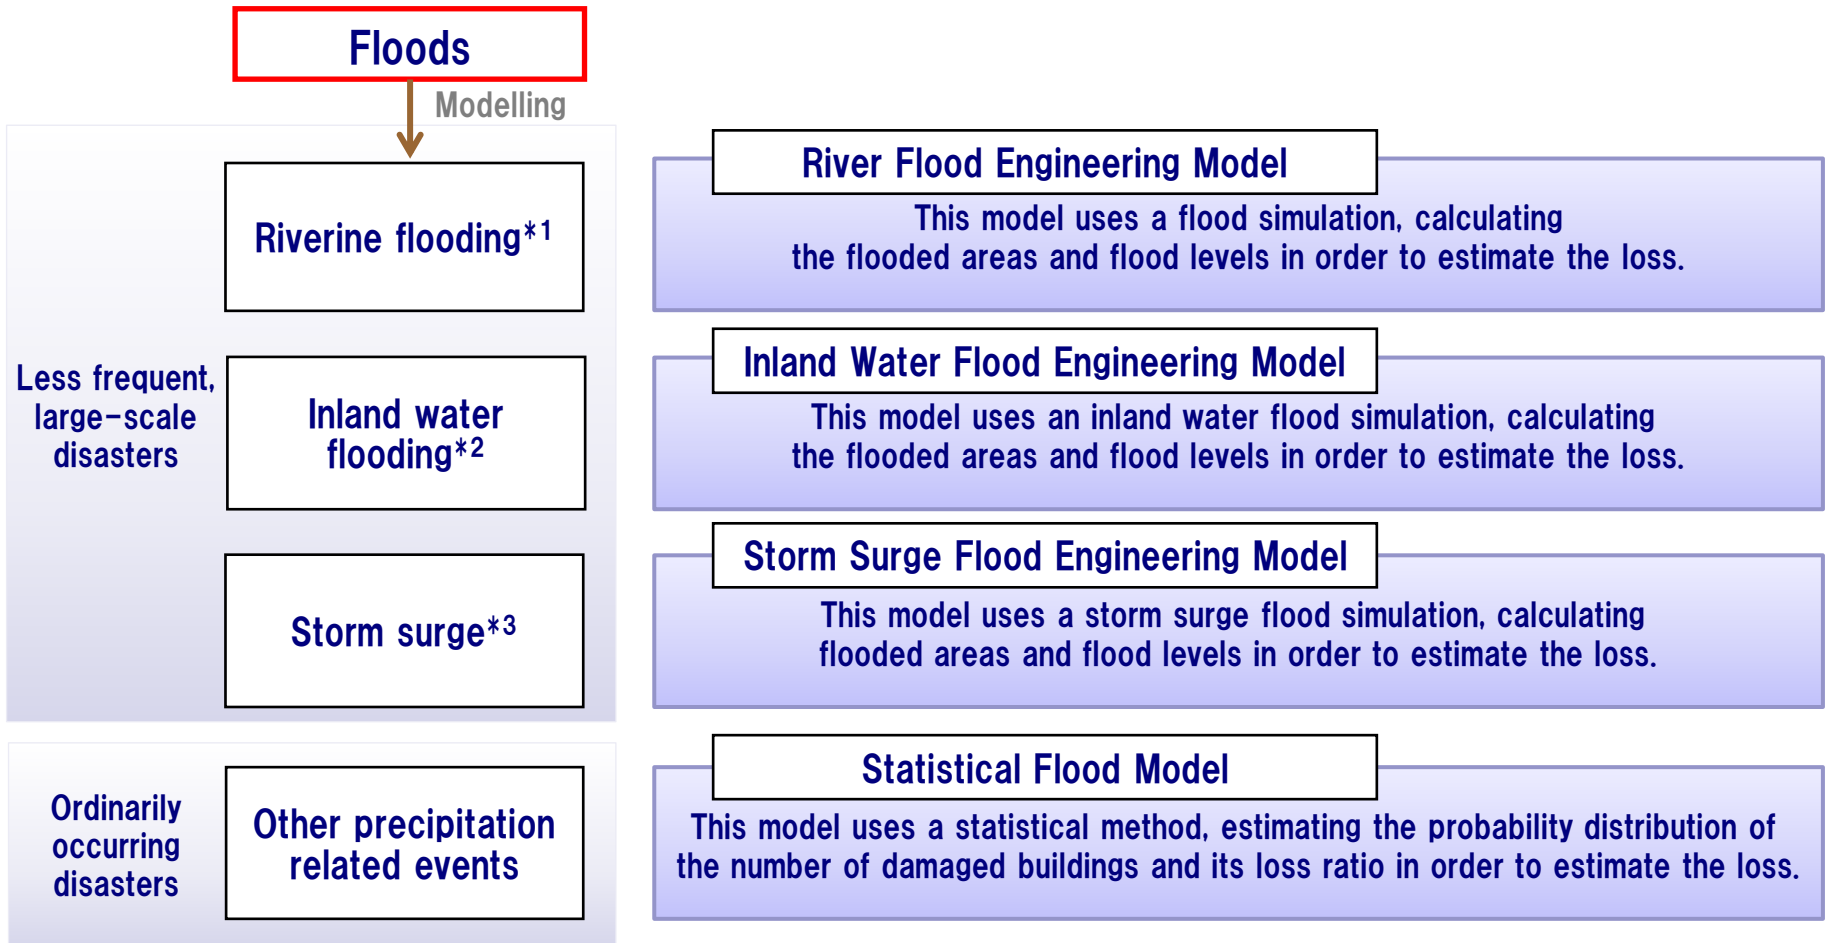 Floods
Modelling
Less frequent,
large-scale
disasters
Riverine flooding*1
River Flood Engineering Model
This model uses a flood simulation, calculating
the flooded areas and flood levels in order to estimate the loss.
Inland water
flooding*2
Inland Water Flood Engineering Model
This model uses an inland water flood simulation, calculating
the flooded areas and flood levels in order to estimate the loss.
Storm surge*3
Storm Surge Flood Engineering Model
This model uses a storm surge flood simulation, calculating
flooded areas and flood levels in order to estimate the loss.
Ordinarily
occurring
disasters
Other precipitation
related events
Statistical Flood Model
This model uses a statistical method, estimating the probability distribution of
the number of damaged buildings and its loss ratio in order to estimate the loss.